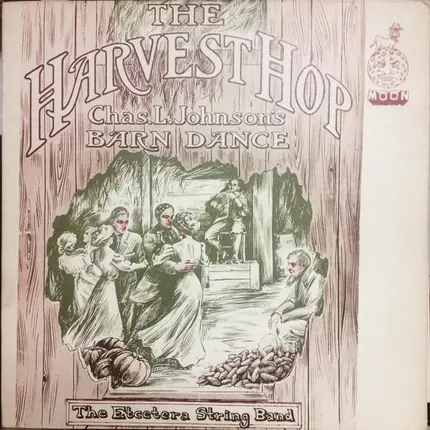 THE
HARVEST HOP
Chas. L. Johnson's
BARN DANCE
MOON
The Etcetera String Band